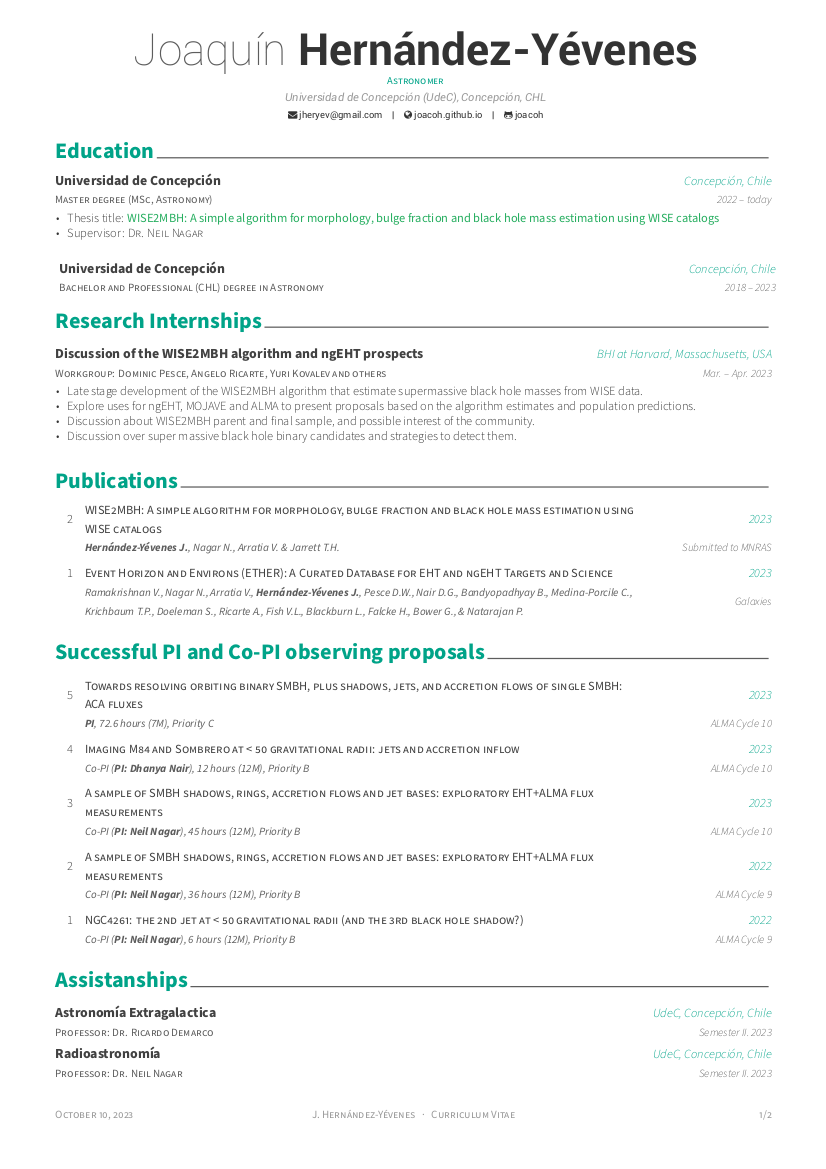 Joaquín Hernández-Yévenes
Astronomer
Universidad de Concepción (UdeC), Concepción, CHL
jheryev@gmail.com | joacoh.github.io | joacoh
Education
Universidad de Concepción Concepción, Chile
Master degree (MSc, Astronomy) 2022 – today
• Thesis title: WISE2MBH: A simple algorithm for morphology, bulge fraction and black hole mass estimation using WISE catalogs
• Supervisor: Dr. Neil Nagar
Universidad de Concepción Concepción, Chile
Bachelor and Professional (CHL) degree in Astronomy 2018 – 2023
Research Internships
Discussion of the WISE2MBH algorithm and ngEHT prospects BHI at Harvard, Massachusetts, USA
Workgroup: Dominic Pesce, Angelo Ricarte, Yuri Kovalev and others Mar. – Apr. 2023
• Late stage development of the WISE2MBH algorithm that estimate supermassive black hole masses from WISE data.
• Explore uses for ngEHT, MOJAVE and ALMA to present proposals based on the algorithm estimates and population predictions.
• Discussion about WISE2MBH parent and final sample, and possible interest of the community.
• Discussion over super massive black hole binary candidates and strategies to detect them.
Publications
WISE2MBH: A simple algorithm for morphology, bulge fraction and black hole mass estimation using
2 2023
WISE catalogs
Hernández-Yévenes J., Nagar N., Arratia V. & Jarrett T.H. Submitted to MNRAS
1 Event Horizon and Environs (ETHER): A Curated Database for EHT and ngEHT Targets and Science 2023
Ramakrishnan V., Nagar N., Arratia V., Hernández-Yévenes J., Pesce D.W., Nair D.G., Bandyopadhyay B., Medina-Porcile C.,
Galaxies
Krichbaum T.P., Doeleman S., Ricarte A., Fish V.L., Blackburn L., Falcke H., Bower G., & Natarajan P.
Successful PI and Co-PI observing proposals
Towards resolving orbiting binary SMBH, plus shadows, jets, and accretion flows of single SMBH:
5 2023
ACA fluxes
PI, 72.6 hours (7M), Priority C ALMA Cycle 10
4 Imaging M84 and Sombrero at < 50 gravitational radii: jets and accretion inflow 2023
Co-PI (PI: Dhanya Nair), 12 hours (12M), Priority B ALMA Cycle 10
A sample of SMBH shadows, rings, accretion flows and jet bases: exploratory EHT+ALMA flux
3 2023
measurements
Co-PI (PI: Neil Nagar), 45 hours (12M), Priority B ALMA Cycle 10
A sample of SMBH shadows, rings, accretion flows and jet bases: exploratory EHT+ALMA flux
2 2022
measurements
Co-PI (PI: Neil Nagar), 36 hours (12M), Priority B ALMA Cycle 9
1 NGC4261: the 2nd jet at < 50 gravitational radii (and the 3rd black hole shadow?) 2022
Co-PI (PI: Neil Nagar), 6 hours (12M), Priority B ALMA Cycle 9
Assistanships
Astronomía Extragalactica UdeC, Concepción, Chile
Professor: Dr. Ricardo Demarco Semester II. 2023
Radioastronomía UdeC, Concepción, Chile
Professor: Dr. Neil Nagar Semester II. 2023
October 10, 2023 J. Hernández-Yévenes · Curriculum Vitae 1/2